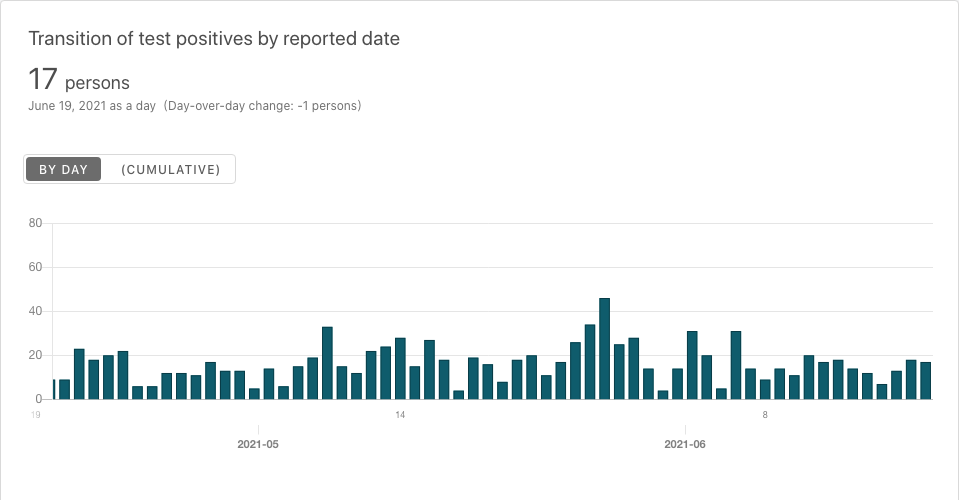 Transition of test positives by reported date
17 persons
June 19, 2021 as a day (Day-over-day change: -1 persons)
BY DAY (CUMULATIVE)
80
60
40
20
0
19 14 8
2021-05 2021-06